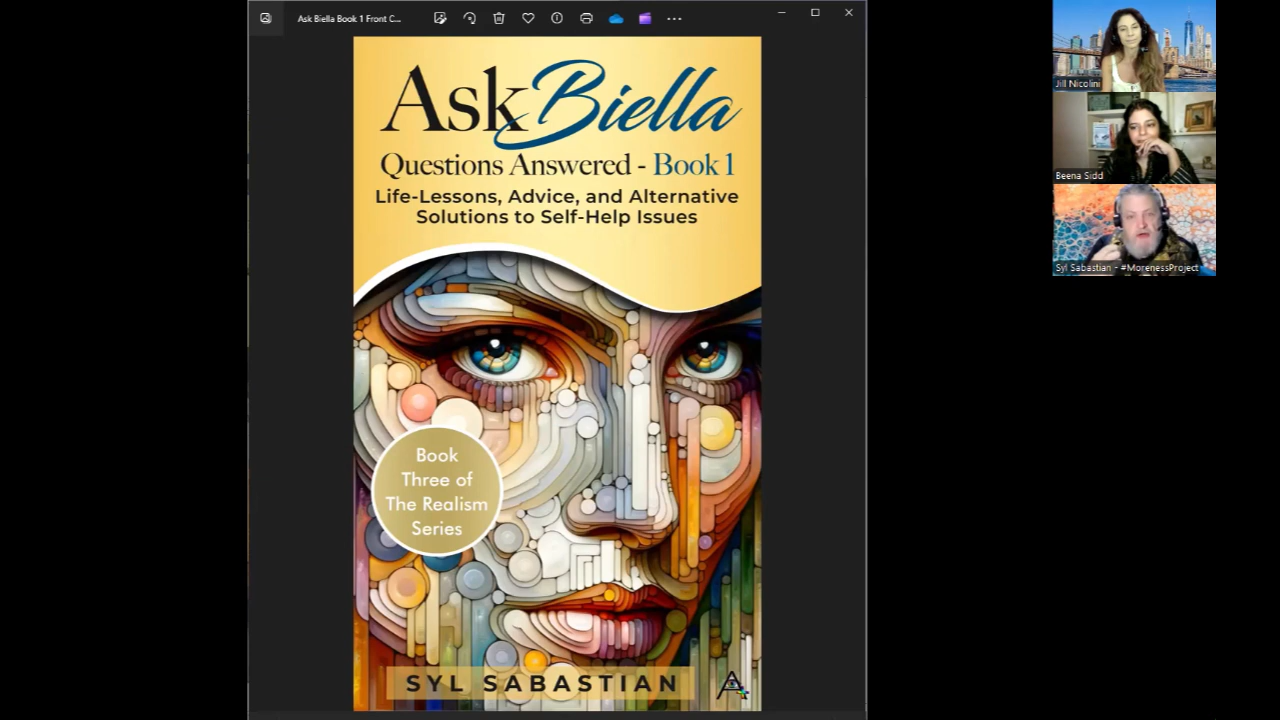 Ask Biella Book 1 Front C...
Ask Biella
Questions Answered - Book 1
Life-Lessons, Advice, and Alternative
Solutions to Self-Help Issues
Book
Three of
The Realism
Series
SYL SABASTIAN
Jill Nicolini
Beena Sidd
Syl Sabastian - #MorenessProject